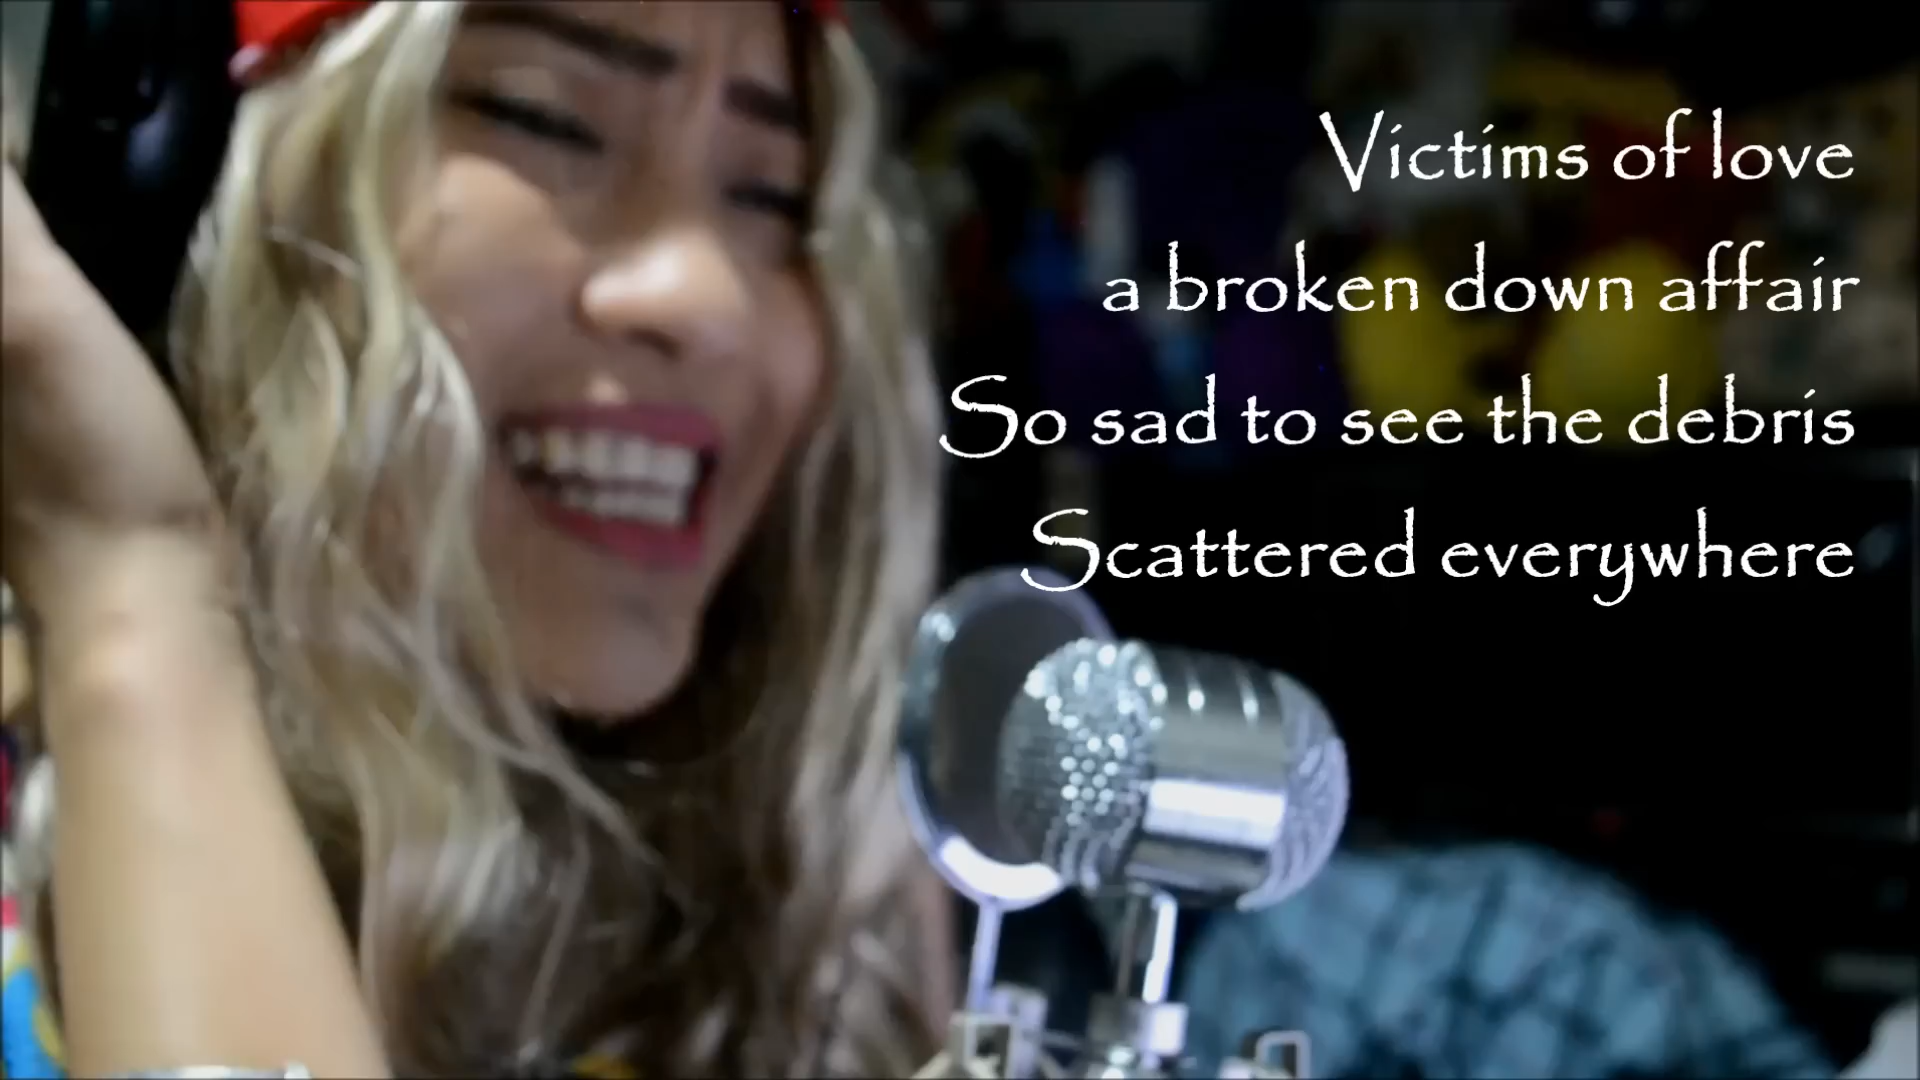 Victims of love
a broken down affair
So sad to see the debris
Scattered everywhere